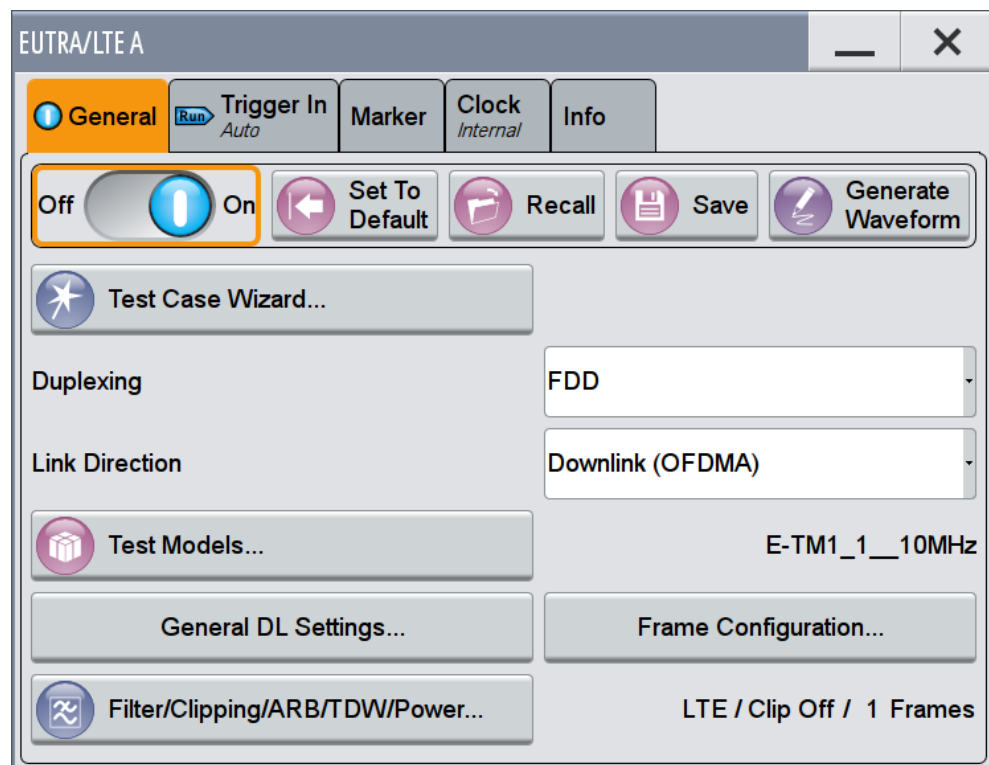 EUTRA/LTE A
General
Run
Trigger In
Auto
Marker
Clock
Internal
Info
Off
On
Set To
Default
Recall
Save
Generate
Waveform
Test Case Wizard...
Duplexing
FDD
Link Direction
Downlink (OFDMA)
Test Models...
E-TM1_1__10MHz
General DL Settings...
Frame Configuration...
Filter/Clipping/ARB/TDW/Power...
LTE / Clip Off / 1 Frames